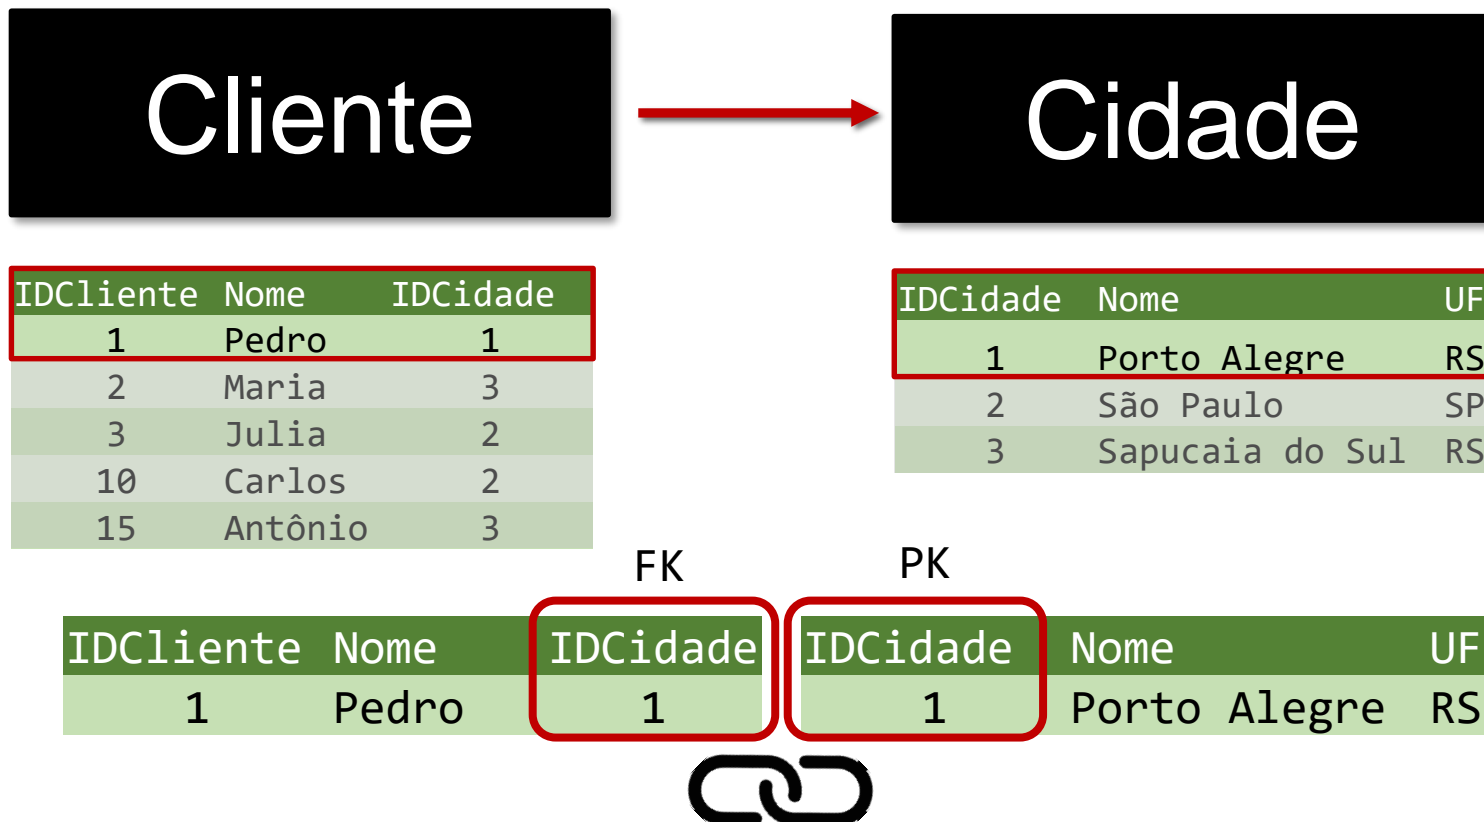 Cliente
Cidade
IDCliente Nome IDCidade
1 Pedro 1
2 Maria 3
3 Julia 2
10 Carlos 2
15 Antônio 3
IDCidade Nome UF
1 Porto Alegre RS
2 São Paulo SP
3 Sapucaia do Sul RS
FK PK
IDCliente Nome IDCidade IDCidade Nome UF
1 Pedro 1 1 Porto Alegre RS